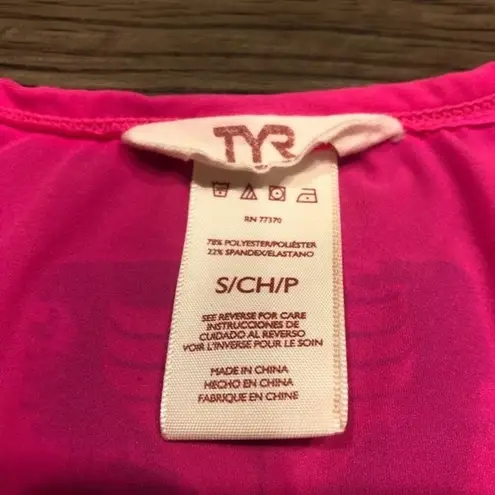 TYR
RN 77370
78% POLYESTER/POLIÉSTER
22% SPANDEX/ELASTANO
S/CH/P
SEE REVERSE FOR CARE
INSTRUCCIONES DE
CUIDADO AL REVERSO
VOIR L'INVERSE POUR LE SOIN
MADE IN CHINA
HECHO EN CHINA
FABRIQUE EN CHINE